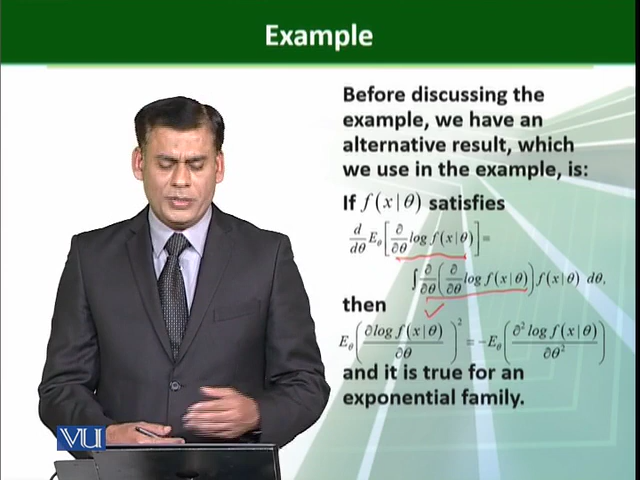 Example
Before discussing the
example, we have an
alternative result, which
we use in the example, is:
If f(x|θ) satisfies
d/dθ E_θ[∂/∂θ log f(x|θ)] =
∫ ∂/∂θ (∂/∂θ log f(x|θ)) f(x|θ) dθ,
then
E_θ(∂log f(x|θ)/∂θ)² = -E_θ(∂² log f(x|θ)/∂θ²)
and it is true for an
exponential family.
VU